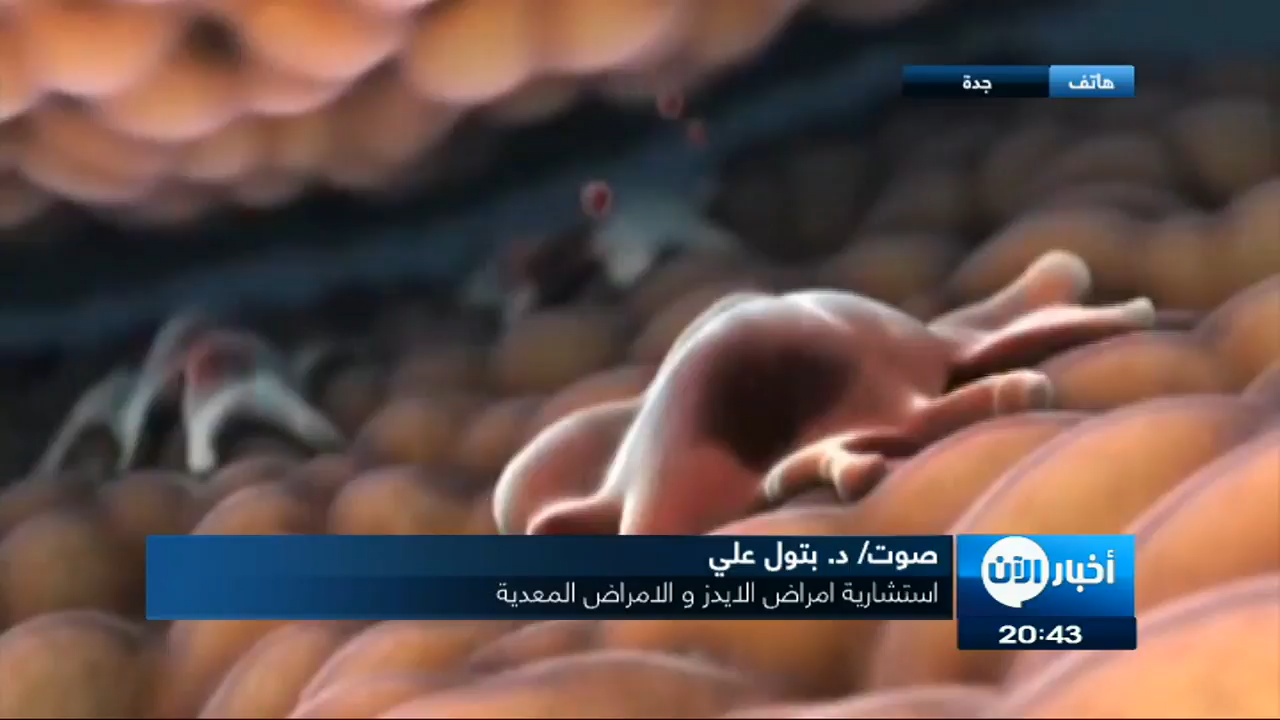 هاتف جدة
صوت/ د. بتول علي
استشارية امراض الايدز و الامراض المعدية
أخبار الآن
20:43